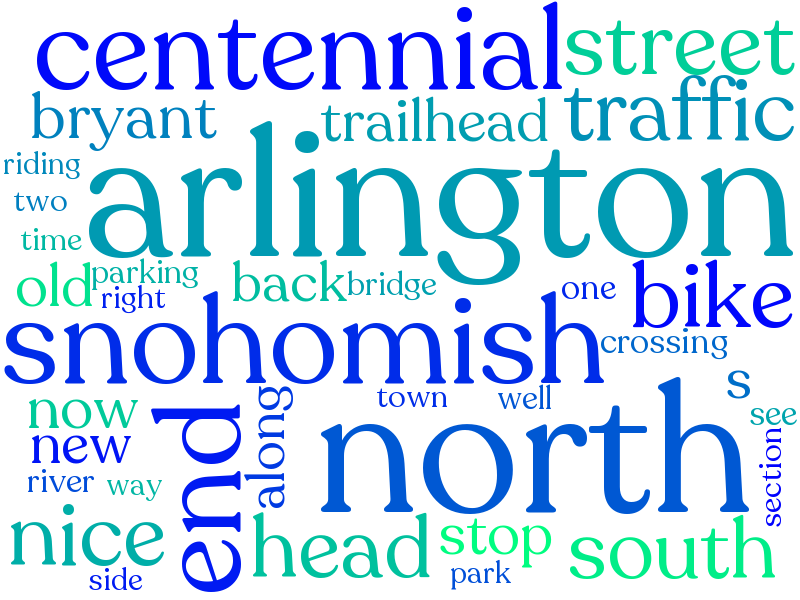 centennial street
bryant trailhead traffic
riding
two
time
arlington
old parking
right
back bridge one bike
snohomish crossing
now
new
river way
end
along
town well s
see
section
north
nice
side
head stop south
park